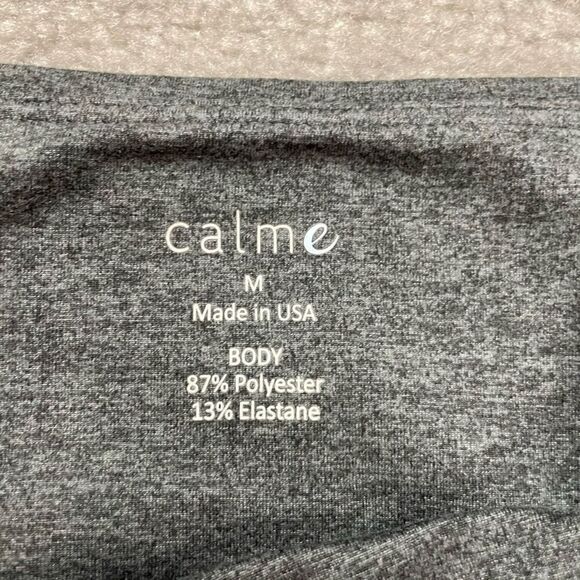 calme
M
Made in USA
BODY
87% Polyester
13% Elastane